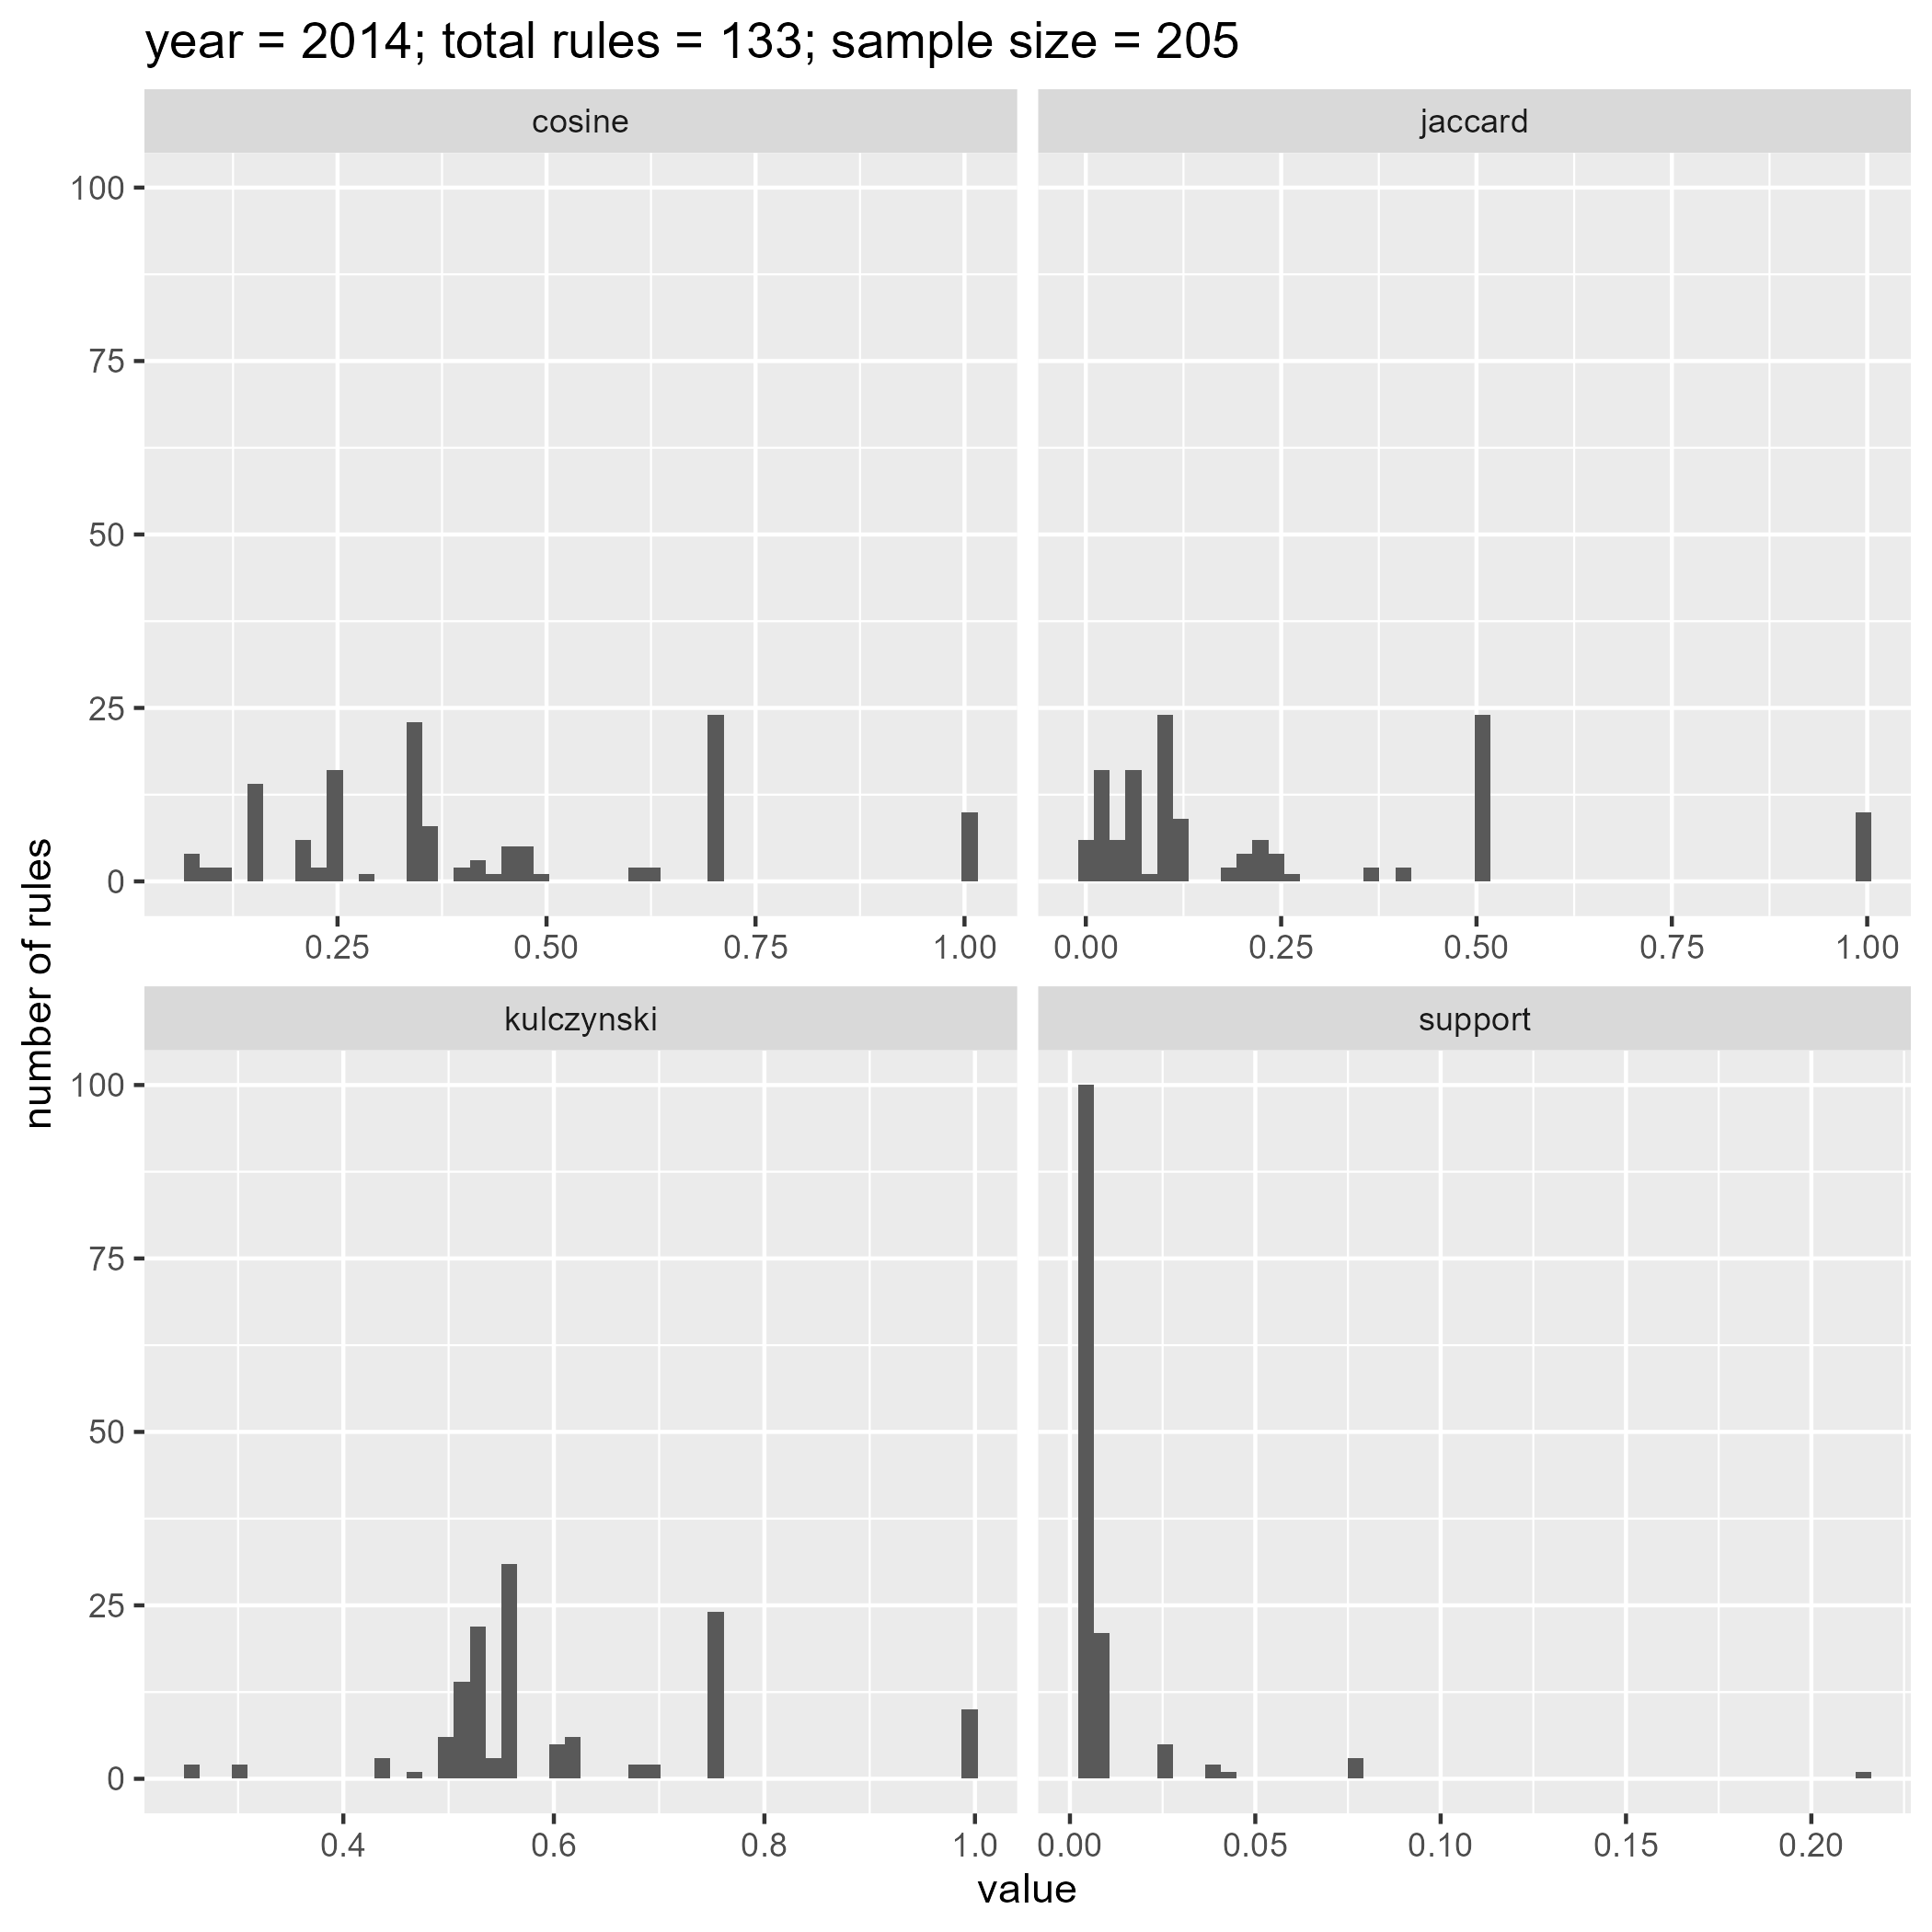 year = 2014; total rules = 133; sample size = 205
cosine
jaccard
100
75
50
25
0
0.25 0.50 0.75 1.00
0.00 0.25 0.50 0.75 1.00
number of rules
kulczynski
support
100
75
50
25
0
0.4 0.6 0.8 1.0
0.00 0.05 0.10 0.15 0.20
value